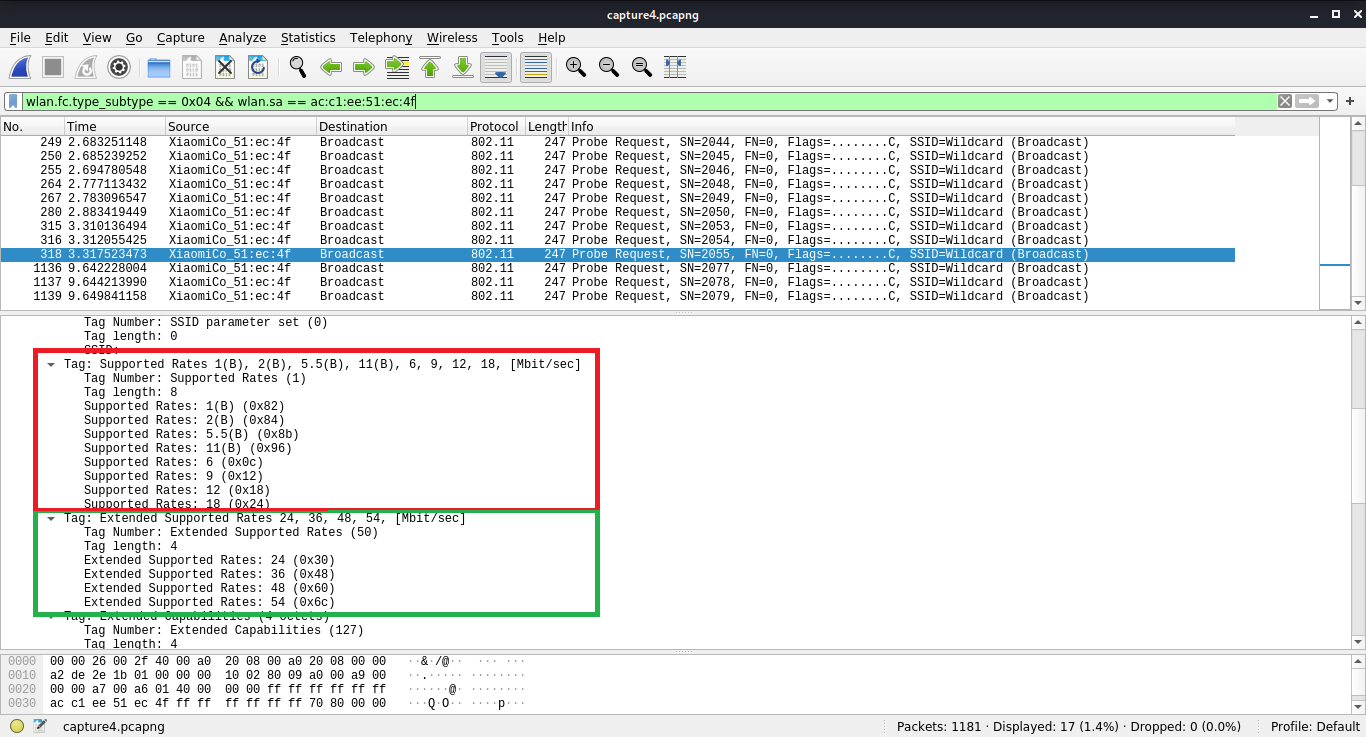 capture4.pcapng
File Edit View Go Capture Analyze Statistics Telephony Wireless Tools Help
wlan.fc.type_subtype == 0x04 && wlan.sa == ac:c1:ee:51:ec:4f
No. Time Source Destination Protocol Length Info
249 2.683251148 XiaomiCo_51:ec:4f Broadcast 802.11 247 Probe Request, SN=2044, FN=0, Flags=........C, SSID=Wildcard (Broadcast)
250 2.685239252 XiaomiCo_51:ec:4f Broadcast 802.11 247 Probe Request, SN=2045, FN=0, Flags=........C, SSID=Wildcard (Broadcast)
255 2.694780548 XiaomiCo_51:ec:4f Broadcast 802.11 247 Probe Request, SN=2046, FN=0, Flags=........C, SSID=Wildcard (Broadcast)
264 2.777113432 XiaomiCo_51:ec:4f Broadcast 802.11 247 Probe Request, SN=2048, FN=0, Flags=........C, SSID=Wildcard (Broadcast)
267 2.783096547 XiaomiCo_51:ec:4f Broadcast 802.11 247 Probe Request, SN=2049, FN=0, Flags=........C, SSID=Wildcard (Broadcast)
280 2.883419449 XiaomiCo_51:ec:4f Broadcast 802.11 247 Probe Request, SN=2050, FN=0, Flags=........C, SSID=Wildcard (Broadcast)
315 3.310136494 XiaomiCo_51:ec:4f Broadcast 802.11 247 Probe Request, SN=2053, FN=0, Flags=........C, SSID=Wildcard (Broadcast)
316 3.312055425 XiaomiCo_51:ec:4f Broadcast 802.11 247 Probe Request, SN=2054, FN=0, Flags=........C, SSID=Wildcard (Broadcast)
318 3.317523473 XiaomiCo_51:ec:4f Broadcast 802.11 247 Probe Request, SN=2055, FN=0, Flags=........C, SSID=Wildcard (Broadcast)
1136 9.642228004 XiaomiCo_51:ec:4f Broadcast 802.11 247 Probe Request, SN=2077, FN=0, Flags=........C, SSID=Wildcard (Broadcast)
1137 9.644213990 XiaomiCo_51:ec:4f Broadcast 802.11 247 Probe Request, SN=2078, FN=0, Flags=........C, SSID=Wildcard (Broadcast)
1139 9.649841158 XiaomiCo_51:ec:4f Broadcast 802.11 247 Probe Request, SN=2079, FN=0, Flags=........C, SSID=Wildcard (Broadcast)
Tag Number: SSID parameter set (0)
Tag length: 0
SSID:
Tag: Supported Rates 1(B), 2(B), 5.5(B), 11(B), 6, 9, 12, 18, [Mbit/sec]
Tag Number: Supported Rates (1)
Tag length: 8
Supported Rates: 1(B) (0x82)
Supported Rates: 2(B) (0x84)
Supported Rates: 5.5(B) (0x8b)
Supported Rates: 11(B) (0x96)
Supported Rates: 6 (0x0c)
Supported Rates: 9 (0x12)
Supported Rates: 12 (0x18)
Supported Rates: 18 (0x24)
Tag: Extended Supported Rates 24, 36, 48, 54, [Mbit/sec]
Tag Number: Extended Supported Rates (50)
Tag length: 4
Extended Supported Rates: 24 (0x30)
Extended Supported Rates: 36 (0x48)
Extended Supported Rates: 48 (0x60)
Extended Supported Rates: 54 (0x6c)
Tag: Extended Capabilities (4 octets)
Tag Number: Extended Capabilities (127)
Tag length: 4
0000 00 00 26 00 2f 40 00 a0 20 08 00 a0 20 08 00 00 ··&·/@·· ··· ···
0010 a2 de 2e 1b 01 00 00 00 10 02 80 09 a0 00 a9 00 ··.····· ········
0020 00 00 a7 00 a6 01 40 00 00 00 ff ff ff ff ff ff ······@· ········
0030 ac c1 ee 51 ec 4f ff ff ff ff ff ff 70 80 00 00 ···Q·O·· ····p···
capture4.pcapng Packets: 1181 · Displayed: 17 (1.4%) · Dropped: 0 (0.0%) Profile: Default